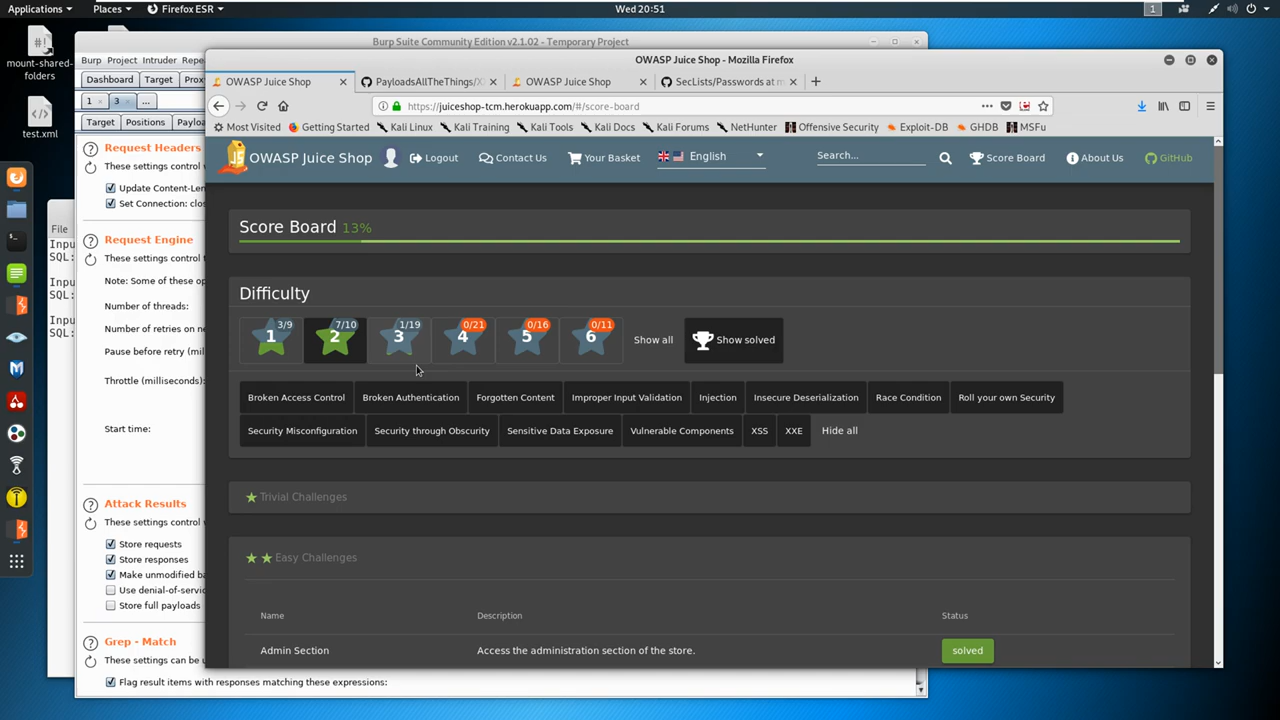 Applications Places Firefox ESR Wed 20:51 1
mount-shared-folders
test.xml
Burp Suite Community Edition v2.1.02 - Temporary Project
Burp Project Intruder
Dashboard Target
1 × 3 × ...
Target Positions
Request Headers
These settings control
Update Content-Len
Set Connection: clos
Request Engine
These settings control
Note: Some of these op
Number of threads:
Number of retries on ne
Pause before retry (mil
Throttle (milliseconds):
Start time:
Attack Results
These settings control
Store requests
Store responses
Make unmodified ba
Use denial-of-servic
Store full payloads
Grep - Match
These settings can be
Flag result items with responses matching these expressions:
File
SQL:
SQL:
SQL:
OWASP Juice Shop - Mozilla Firefox
OWASP Juice Shop × PayloadsAllTheThings/X × OWASP Juice Shop × SecLists/Passwords at m × +
https://juiceshop-tcm.herokuapp.com/#/score-board
Most Visited Getting Started Kali Linux Kali Training Kali Tools Kali Docs Kali Forums NetHunter Offensive Security Exploit-DB GHDB MSFu
OWASP Juice Shop Logout Contact Us Your Basket English Search... Score Board About Us GitHub
Score Board 13%
Difficulty
1 3/9 2 7/10 3 1/19 4 0/21 5 0/16 6 0/11 Show all Show solved
Broken Access Control Broken Authentication Forgotten Content Improper Input Validation Injection Insecure Deserialization Race Condition Roll your own Security
Security Misconfiguration Security through Obscurity Sensitive Data Exposure Vulnerable Components XSS XXE Hide all
Trivial Challenges
Easy Challenges
Name Description Status
Admin Section Access the administration section of the store. solved